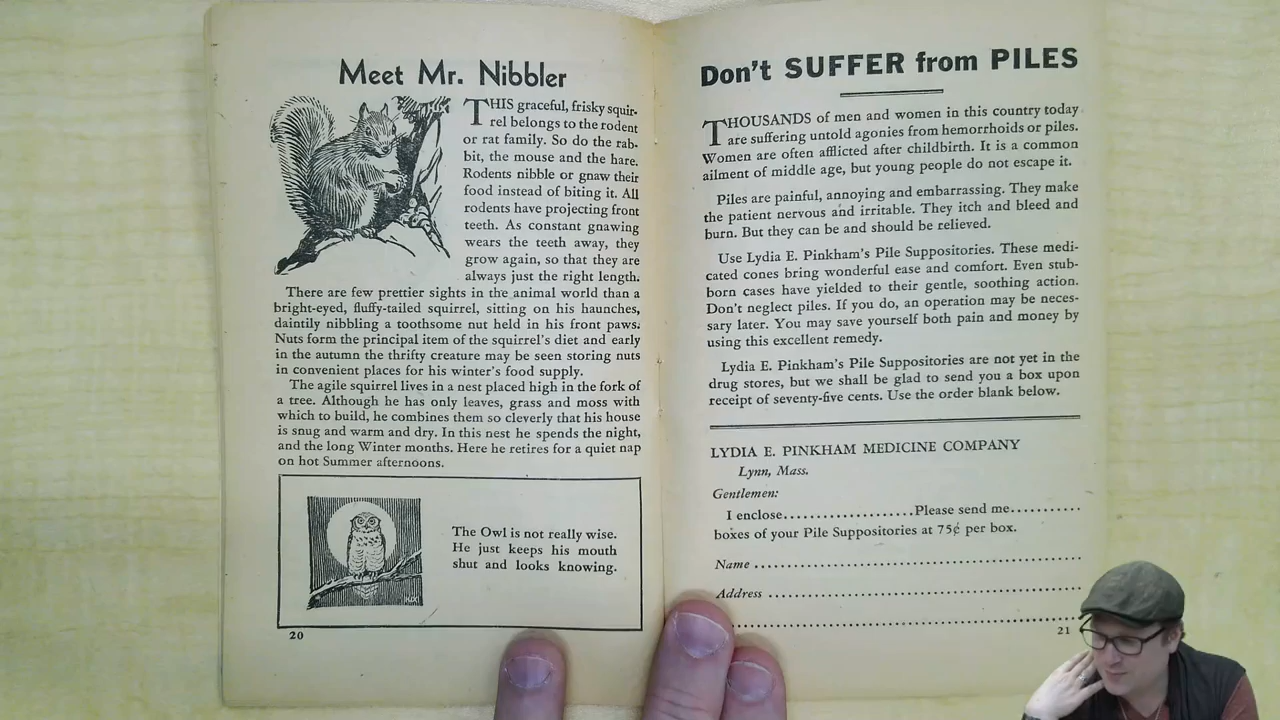 Meet Mr. Nibbler
THIS graceful, frisky squir-
rel belongs to the rodent
or rat family. So do the rab-
bit, the mouse and the hare.
Rodents nibble or gnaw their
food instead of biting it. All
rodents have projecting front
teeth. As constant gnawing
wears the teeth away, they
grow again, so that they are
always just the right length.
There are few prettier sights in the animal world than a
bright-eyed, fluffy-tailed squirrel, sitting on his haunches,
daintily nibbling a toothsome nut held in his front paws.
Nuts form the principal item of the squirrel's diet and early
in the autumn the thrifty creature may be seen storing nuts
in convenient places for his winter's food supply.
The agile squirrel lives in a nest placed high in the fork of
a tree. Although he has only leaves, grass and moss with
which to build, he combines them so cleverly that his house
is snug and warm and dry. In this nest he spends the night,
and the long Winter months. Here he retires for a quiet nap
on hot Summer afternoons.
The Owl is not really wise.
He just keeps his mouth
shut and looks knowing.
20
Don't SUFFER from PILES
THOUSANDS of men and women in this country today
are suffering untold agonies from hemorrhoids or piles.
Women are often afflicted after childbirth. It is a common
ailment of middle age, but young people do not escape it.
Piles are painful, annoying and embarrassing. They make
the patient nervous and irritable. They itch and bleed and
burn. But they can be and should be relieved.
Use Lydia E. Pinkham's Pile Suppositories. These medi-
cated cones bring wonderful ease and comfort. Even stub-
born cases have yielded to their gentle, soothing action.
Don't neglect piles. If you do, an operation may be neces-
sary later. You may save yourself both pain and money by
using this excellent remedy.
Lydia E. Pinkham's Pile Suppositories are not yet in the
drug stores, but we shall be glad to send you a box upon
receipt of seventy-five cents. Use the order blank below.
LYDIA E. PINKHAM MEDICINE COMPANY
Lynn, Mass.
Gentlemen:
I enclose....................Please send me...........
boxes of your Pile Suppositories at 75¢ per box.
Name ..................................................
Address ................................................
21